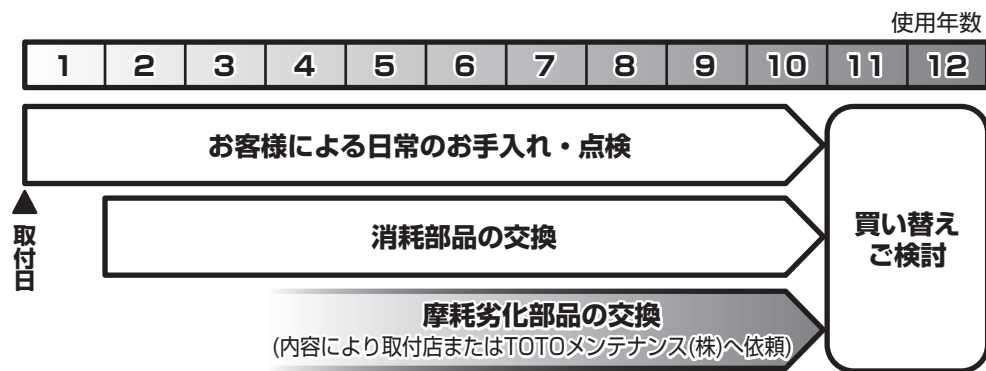 使用年数
1 2 3 4 5 6 7 8 9 10 11 12
お客様による日常のお手入れ・点検
取付日
消耗部品の交換
買い替え
ご検討
摩耗劣化部品の交換
(内容により取付店またはTOTOメンテナンス(株)へ依頼)